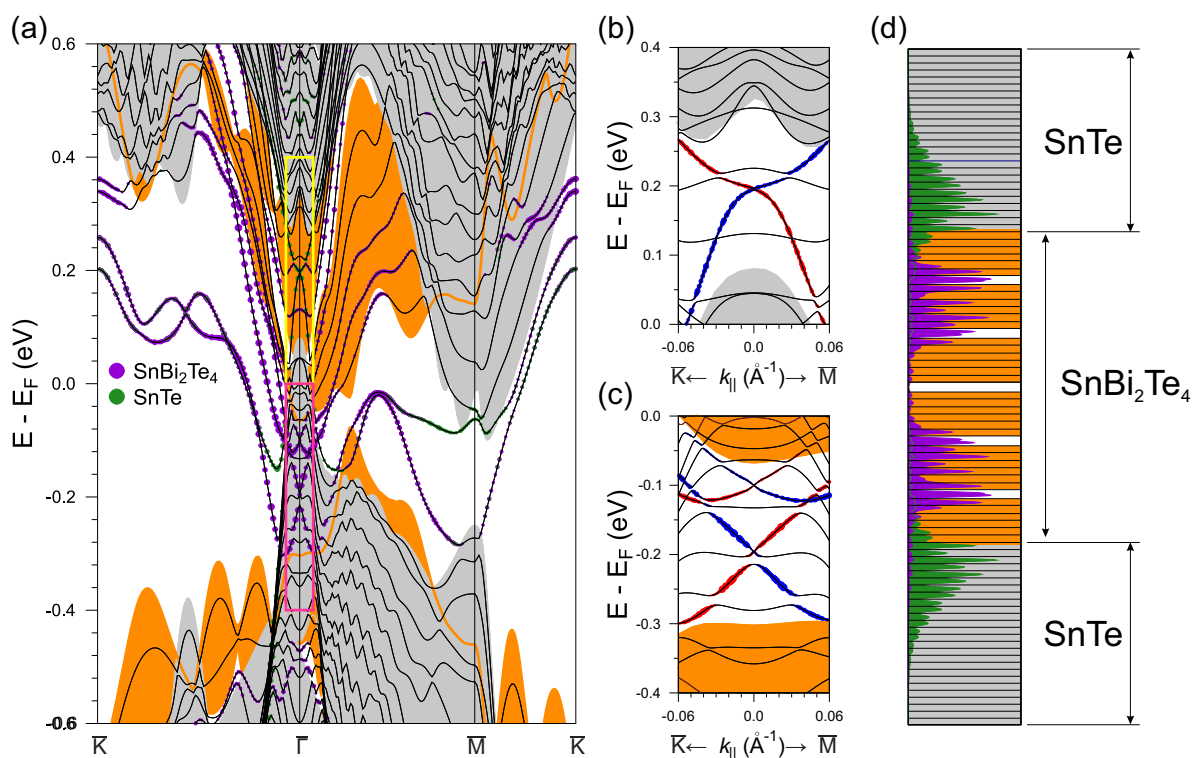 (a)
0.6
0.4
0.2
0.0
-0.2
-0.4
-0.6
E - E_F (eV)
SnBi₂Te₄
SnTe
K̅
Γ̅
M̅
K̅
(b)
0.4
0.3
0.2
0.1
0.0
E - E_F (eV)
-0.06 0.0 0.06
K̅ ← k_|| (Å⁻¹) → M̅
(c)
0.0
-0.1
-0.2
-0.3
-0.4
E - E_F (eV)
-0.06 0.0 0.06
K̅ ← k_|| (Å⁻¹) → M̅
(d)
SnTe
SnBi₂Te₄
SnTe